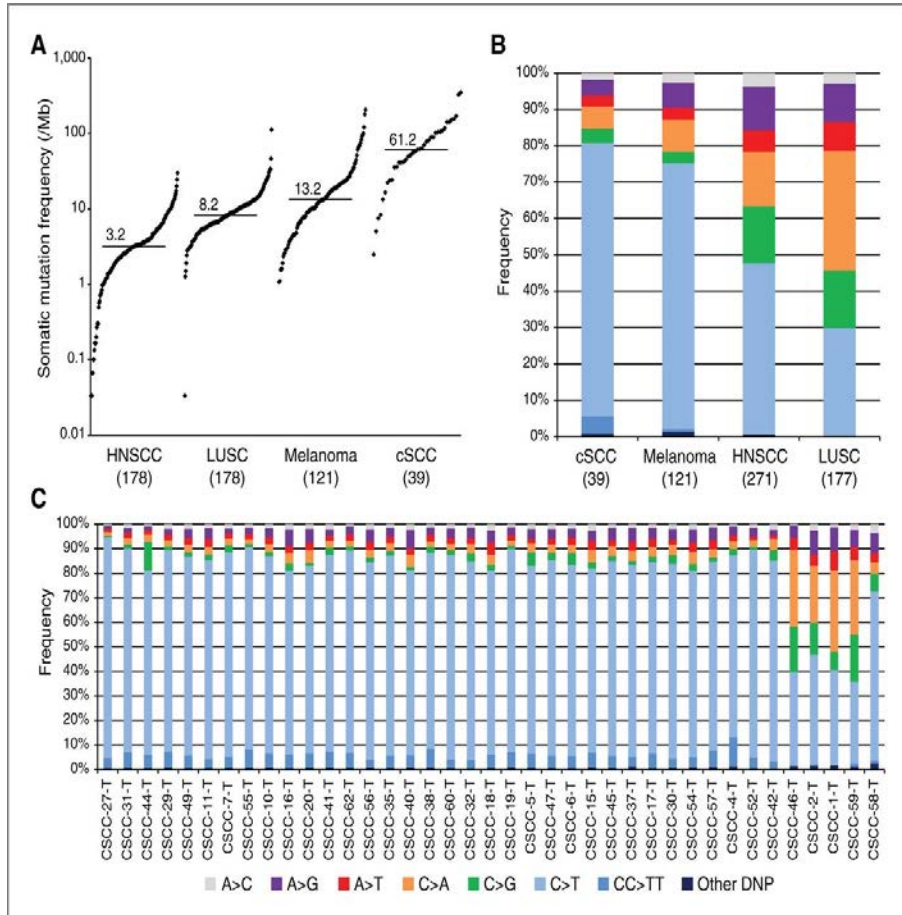 A
Somatic mutation frequency (/Mb)
1,000
100
10
1
0.1
0.01
3.2
8.2
13.2
61.2
HNSCC
(178)
LUSC
(178)
Melanoma
(121)
cSCC
(39)
B
Frequency
100%
90%
80%
70%
60%
50%
40%
30%
20%
10%
0%
cSCC
(39)
Melanoma
(121)
HNSCC
(271)
LUSC
(177)
C
Frequency
100%
90%
80%
70%
60%
50%
40%
30%
20%
10%
0%
CSCC-27-T
CSCC-31-T
CSCC-44-T
CSCC-29-T
CSCC-49-T
CSCC-11-T
CSCC-7-T
CSCC-55-T
CSCC-10-T
CSCC-16-T
CSCC-20-T
CSCC-41-T
CSCC-62-T
CSCC-56-T
CSCC-35-T
CSCC-40-T
CSCC-38-T
CSCC-60-T
CSCC-32-T
CSCC-18-T
CSCC-19-T
CSCC-5-T
CSCC-47-T
CSCC-6-T
CSCC-15-T
CSCC-45-T
CSCC-37-T
CSCC-17-T
CSCC-30-T
CSCC-54-T
CSCC-57-T
CSCC-4-T
CSCC-52-T
CSCC-42-T
CSCC-46-T
CSCC-2-T
CSCC-1-T
CSCC-59-T
CSCC-58-T
A>C
A>G
A>T
C>A
C>G
C>T
CC>TT
Other DNP